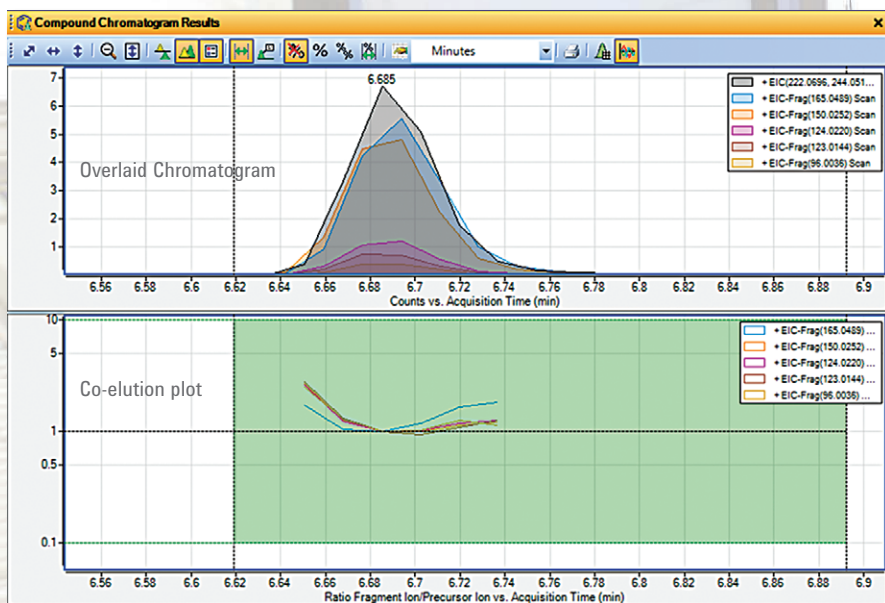 Compound Chromatogram Results
Minutes
7
6
5
4
3
2
1
6.685
Overlaid Chromatogram
+ EIC(222.0696, 244.051...
+ EIC-Frag(165.0489) Scan
+ EIC-Frag(150.0252) Scan
+ EIC-Frag(124.0220) Scan
+ EIC-Frag(123.0144) Scan
+ EIC-Frag(96.0036) Scan
6.56 6.58 6.6 6.62 6.64 6.66 6.68 6.7 6.72 6.74 6.76 6.78 6.8 6.82 6.84 6.86 6.88 6.9
Counts vs. Acquisition Time (min)
10
5
1
0.5
0.1
Co-elution plot
+ EIC-Frag(165.0489) ...
+ EIC-Frag(150.0252) ...
+ EIC-Frag(124.0220) ...
+ EIC-Frag(123.0144) ...
+ EIC-Frag(96.0036) ...
6.56 6.58 6.6 6.62 6.64 6.66 6.68 6.7 6.72 6.74 6.76 6.78 6.8 6.82 6.84 6.86 6.88 6.9
Ratio Fragment Ion/Precursor Ion vs. Acquisition Time (min)